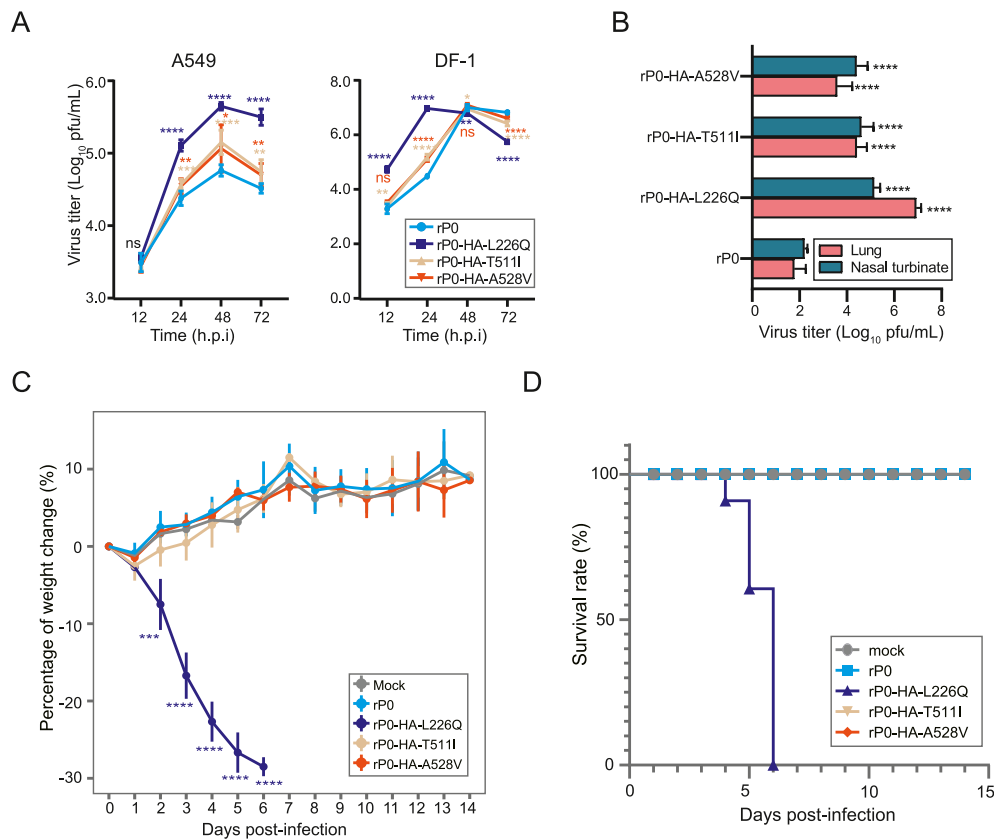 A
A549
DF-1
Virus titer (Log10 pfu/mL)
6.0
5.0
4.0
3.0
ns
****
****
****
*
****
**
***
**
**
12 24 48 72
Time (h.p.i)
8.0
6.0
4.0
2.0
0.0
****
ns
**
****
****
***
*
**
ns
****
****
****
rP0
rP0-HA-L226Q
rP0-HA-T511I
rP0-HA-A528V
12 24 48 72
Time (h.p.i)
B
rP0-HA-A528V
****
****
rP0-HA-T511I
****
****
rP0-HA-L226Q
****
****
rP0
Lung
Nasal turbinate
0 2 4 6 8
Virus titer (Log10 pfu/mL)
C
Percentage of weight change (%)
10
0
-10
-20
-30
***
****
****
****
****
Mock
rP0
rP0-HA-L226Q
rP0-HA-T511I
rP0-HA-A528V
0 1 2 3 4 5 6 7 8 9 10 11 12 13 14
Days post-infection
D
Survival rate (%)
100
50
0
mock
rP0
rP0-HA-L226Q
rP0-HA-T511I
rP0-HA-A528V
0 5 10 15
Days post-infection